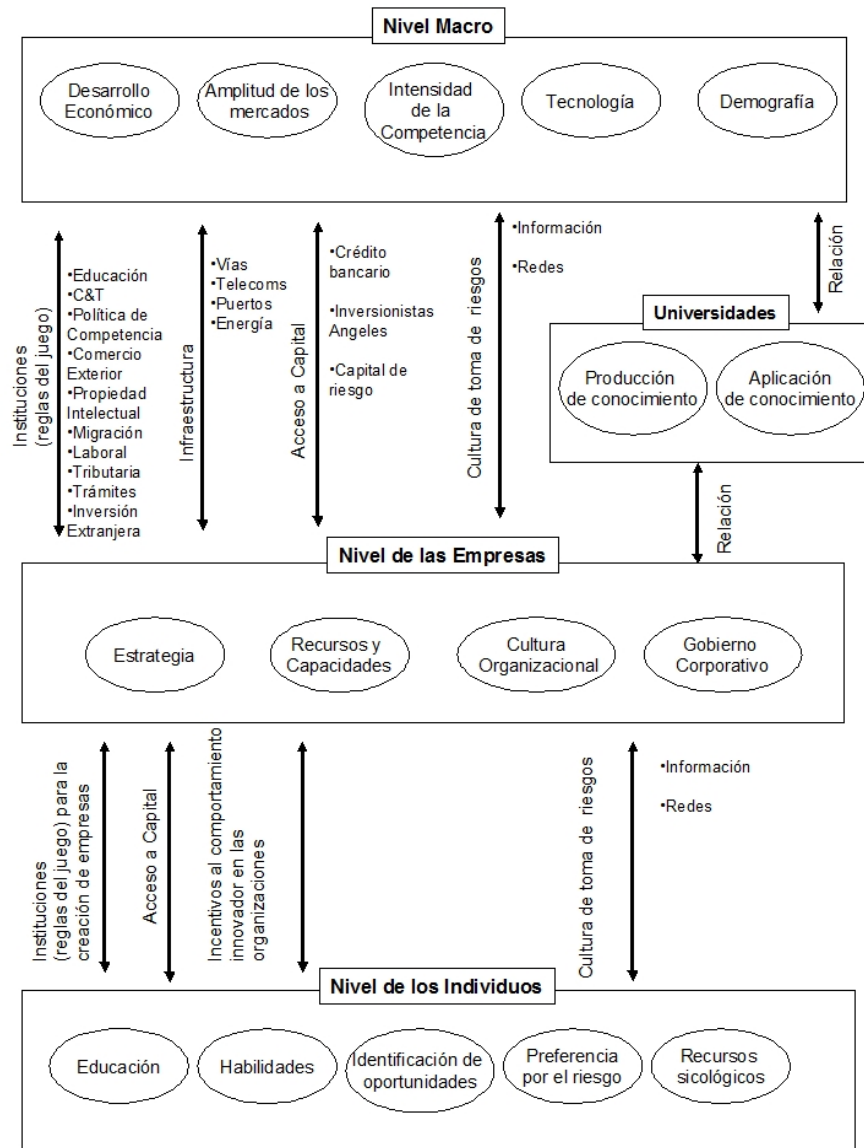 Nivel Macro
Desarrollo
Económico
Amplitud de los
mercados
Intensidad
de la
Competencia
Tecnología
Demografía
Instituciones
(reglas del juego)
•Educación
•C&T
•Política de
Competencia
•Comercio
Exterior
•Propiedad
Intelectual
•Migración
•Laboral
•Tributaria
•Trámites
•Inversión
Extranjera
Infraestructura
•Vías
•Telecoms
•Puertos
•Energía
Acceso a Capital
•Crédito
bancario
•Inversionistas
Angeles
•Capital de
riesgo
Cultura de toma de riesgos
•Información
•Redes
Relación
Universidades
Producción
de conocimiento
Aplicación
de conocimiento
Relación
Nivel de las Empresas
Estrategia
Recursos y
Capacidades
Cultura
Organizacional
Gobierno
Corporativo
Instituciones
(reglas del juego) para la
creación de empresas
Acceso a Capital
Incentivos al comportamiento
innovador en las
organizaciones
Cultura de toma de riesgos
•Información
•Redes
Nivel de los Individuos
Educación
Habilidades
Identificación de
oportunidades
Preferencia
por el riesgo
Recursos
sicológicos